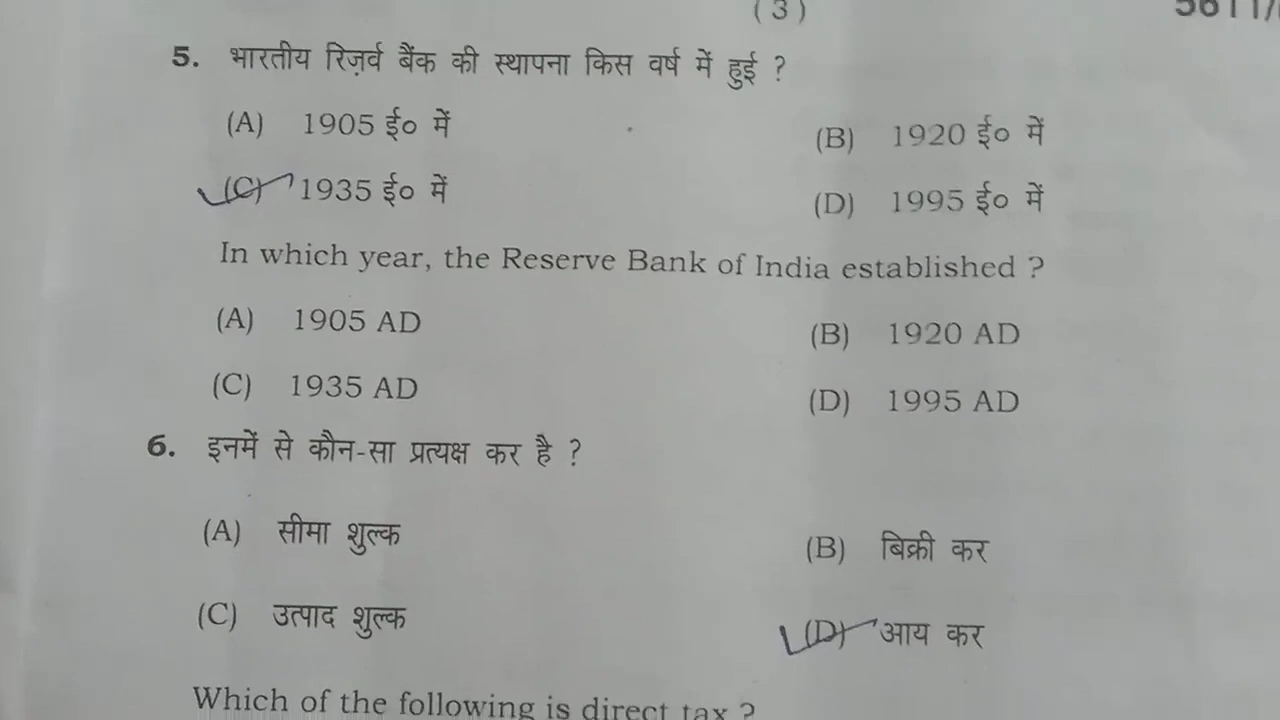 ( 3 )
5. भारतीय रिज़र्व बैंक की स्थापना किस वर्ष में हुई ?
(A) 1905 ई० में (B) 1920 ई० में
(C) 1935 ई० में (D) 1995 ई० में
In which year, the Reserve Bank of India established ?
(A) 1905 AD (B) 1920 AD
(C) 1935 AD (D) 1995 AD
6. इनमें से कौन-सा प्रत्यक्ष कर है ?
(A) सीमा शुल्क (B) बिक्री कर
(C) उत्पाद शुल्क (D) आय कर
Which of the following is direct tax ?